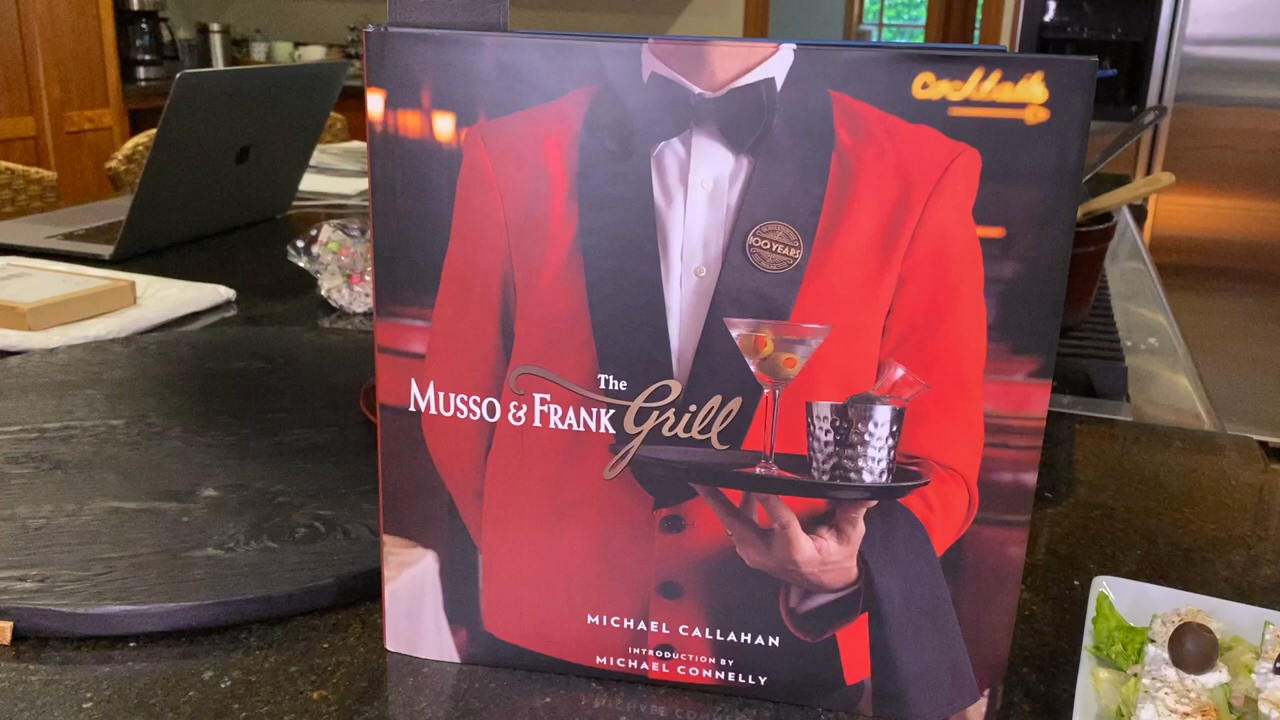 Cocktails
100 YEARS
The
MUSSO & FRANK Grill
MICHAEL CALLAHAN
INTRODUCTION BY
MICHAEL CONNELLY